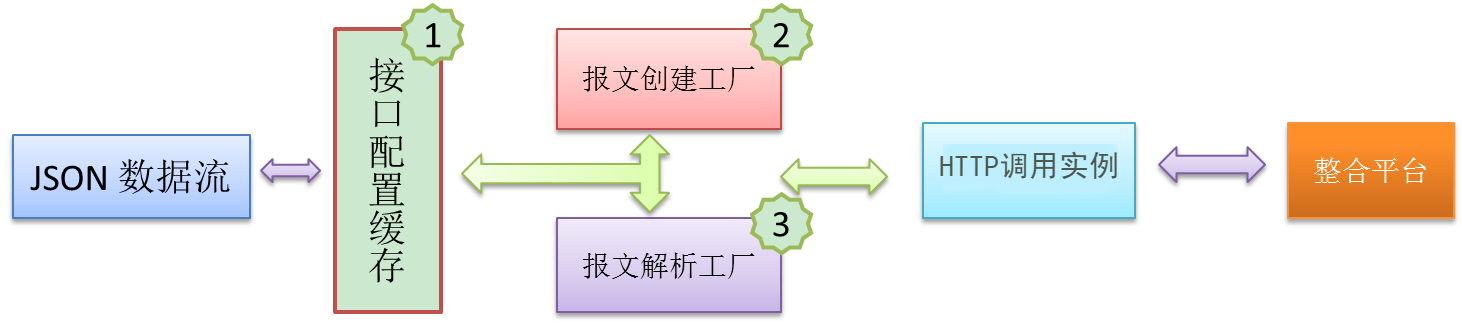 JSON 数据流
1
接口配置缓存
2
报文创建工厂
3
报文解析工厂
HTTP调用实例
整合平台